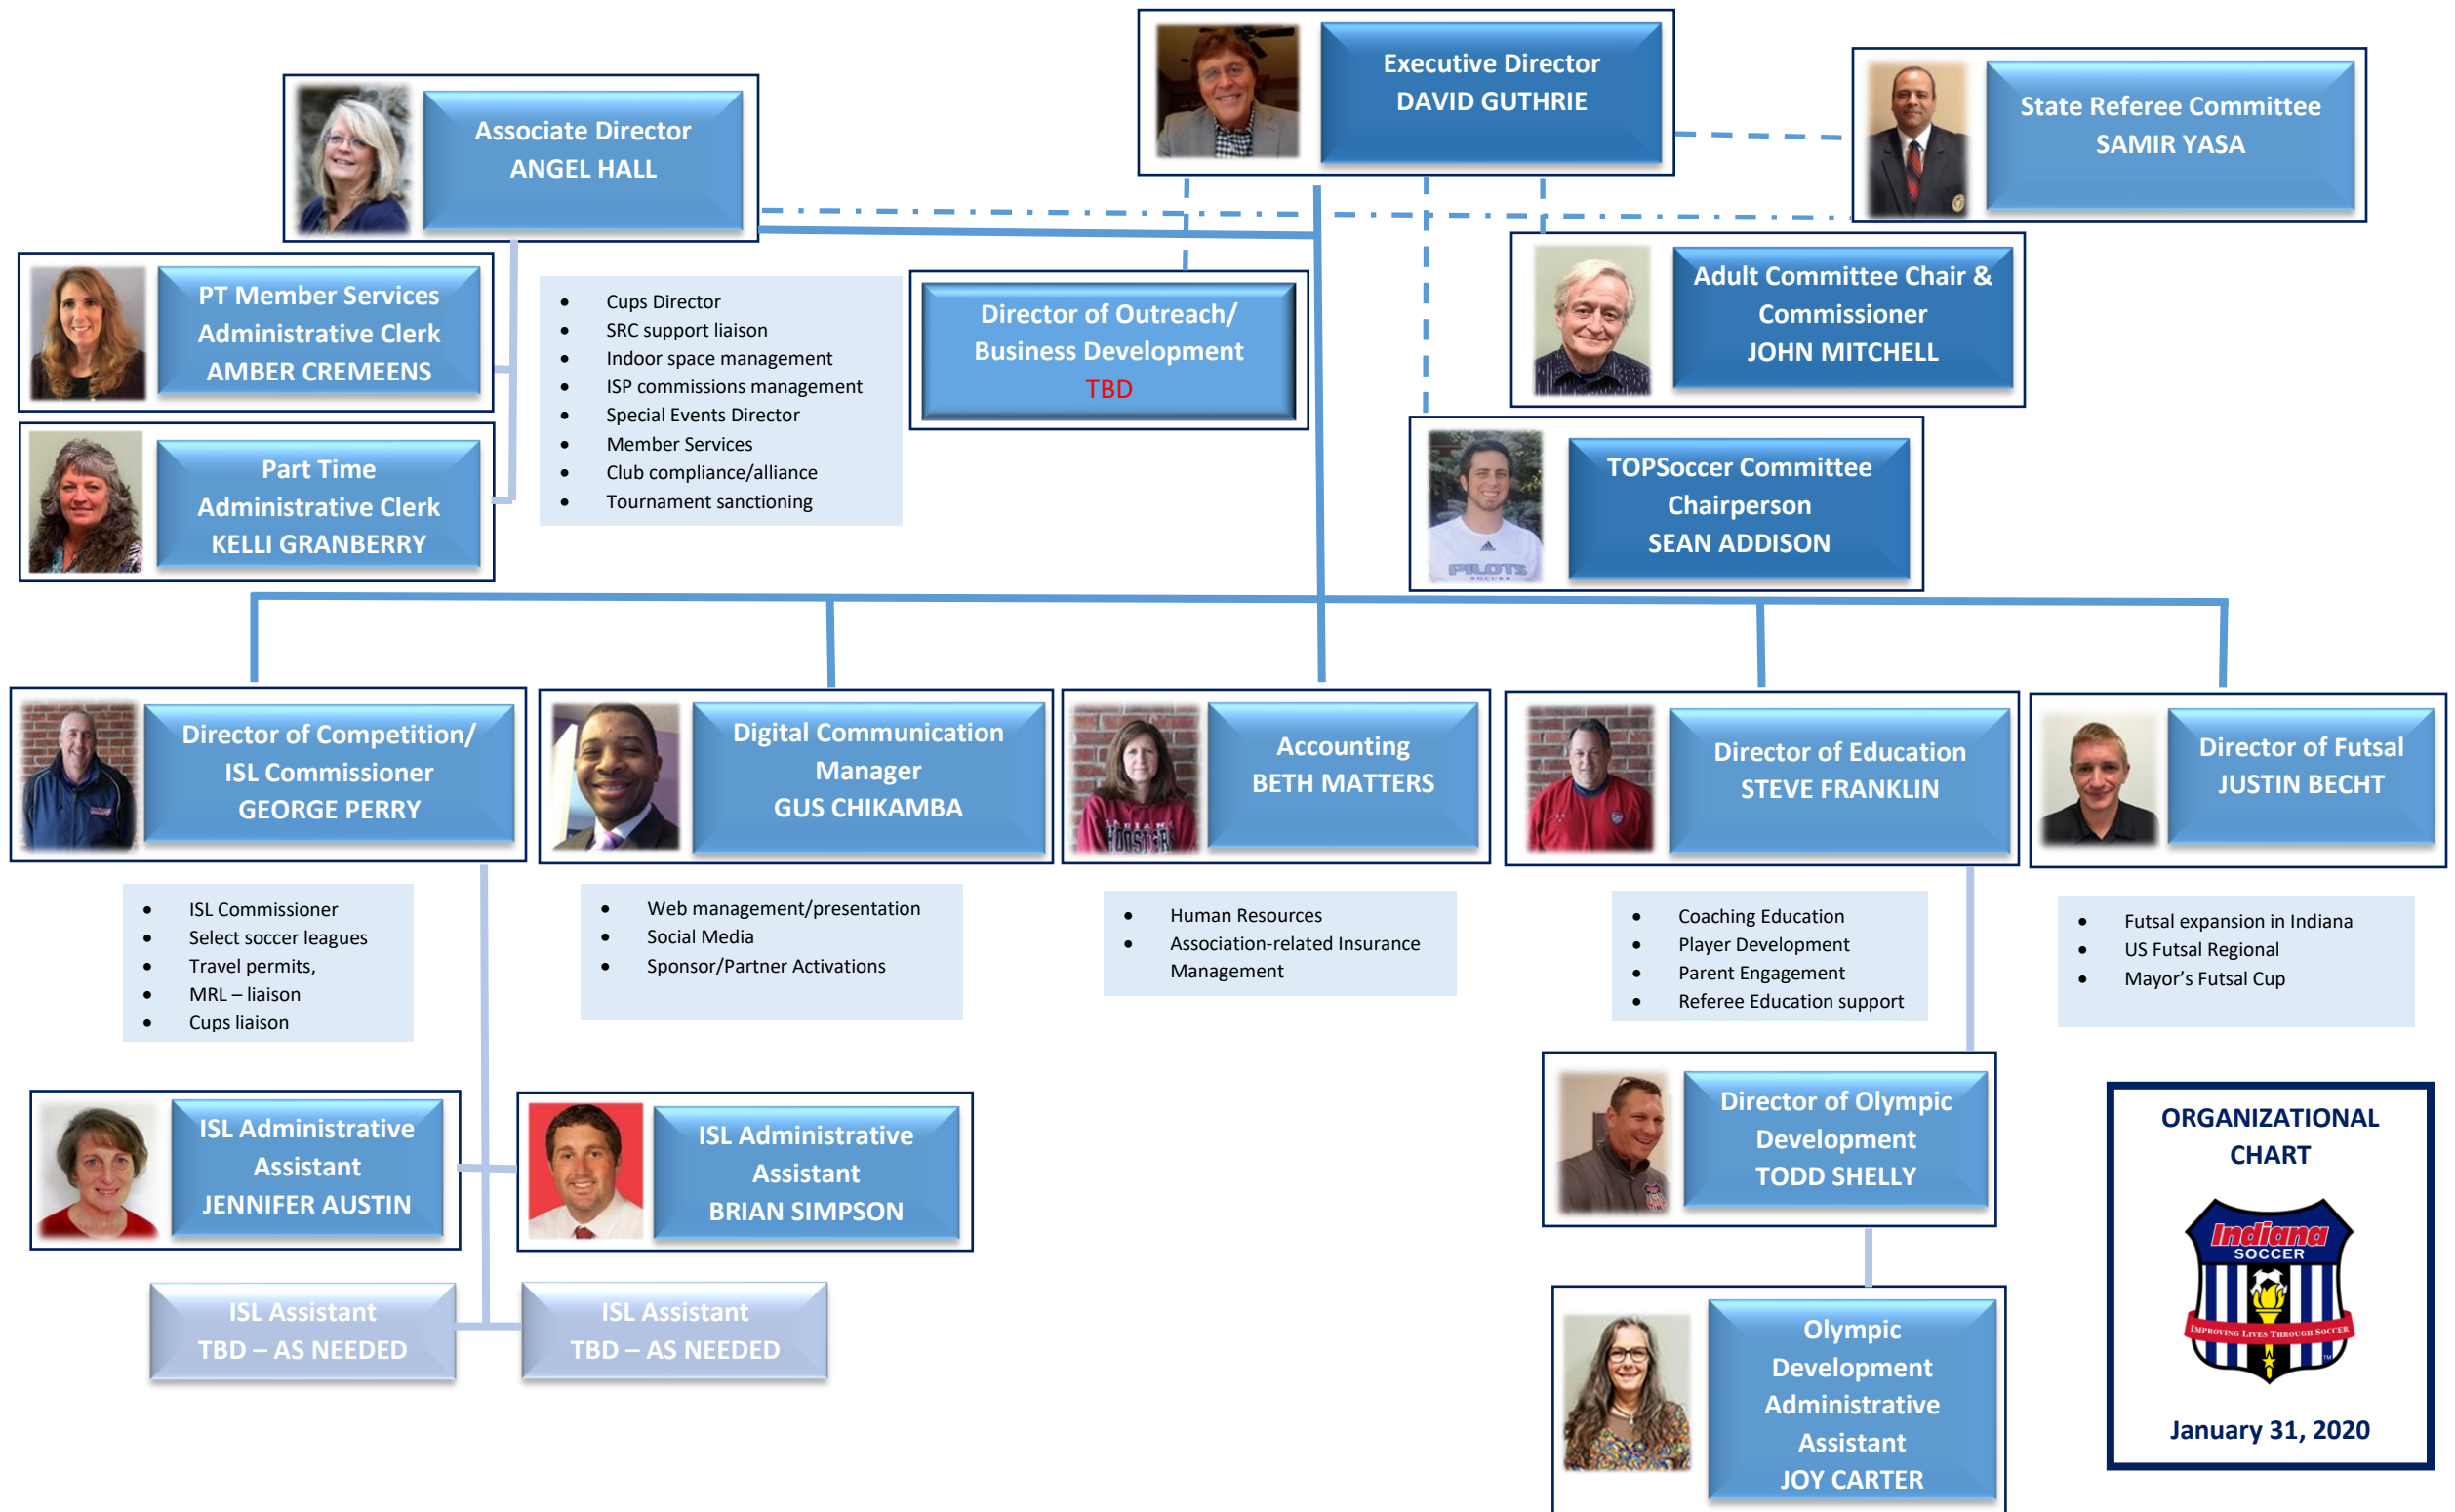 Executive Director
DAVID GUTHRIE
State Referee Committee
SAMIR YASA
Associate Director
ANGEL HALL
PT Member Services
Administrative Clerk
AMBER CREMEENS
Part Time
Administrative Clerk
KELLI GRANBERRY
• Cups Director
• SRC support liaison
• Indoor space management
• ISP commissions management
• Special Events Director
• Member Services
• Club compliance/alliance
• Tournament sanctioning
Director of Outreach/
Business Development
TBD
Adult Committee Chair &
Commissioner
JOHN MITCHELL
TOPSoccer Committee
Chairperson
SEAN ADDISON
PILOTS
SOCCER
Director of Competition/
ISL Commissioner
GEORGE PERRY
Digital Communication
Manager
GUS CHIKAMBA
Accounting
BETH MATTERS
INDIANA
HOOSIERS
Director of Education
STEVE FRANKLIN
Director of Futsal
JUSTIN BECHT
• ISL Commissioner
• Select soccer leagues
• Travel permits,
• MRL – liaison
• Cups liaison
• Web management/presentation
• Social Media
• Sponsor/Partner Activations
• Human Resources
• Association-related Insurance
Management
• Coaching Education
• Player Development
• Parent Engagement
• Referee Education support
• Futsal expansion in Indiana
• US Futsal Regional
• Mayor’s Futsal Cup
ISL Administrative
Assistant
JENNIFER AUSTIN
ISL Administrative
Assistant
BRIAN SIMPSON
ISL Assistant
TBD – AS NEEDED
ISL Assistant
TBD – AS NEEDED
Director of Olympic
Development
TODD SHELLY
Olympic
Development
Administrative
Assistant
JOY CARTER
ORGANIZATIONAL
CHART
Indiana
SOCCER
IMPROVING LIVES THROUGH SOCCER
TM
January 31, 2020